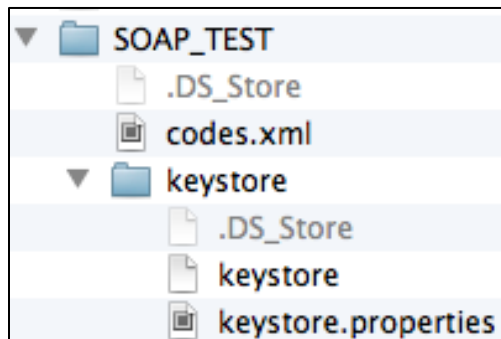 SOAP_TEST
.DS_Store
codes.xml
keystore
.DS_Store
keystore
keystore.properties